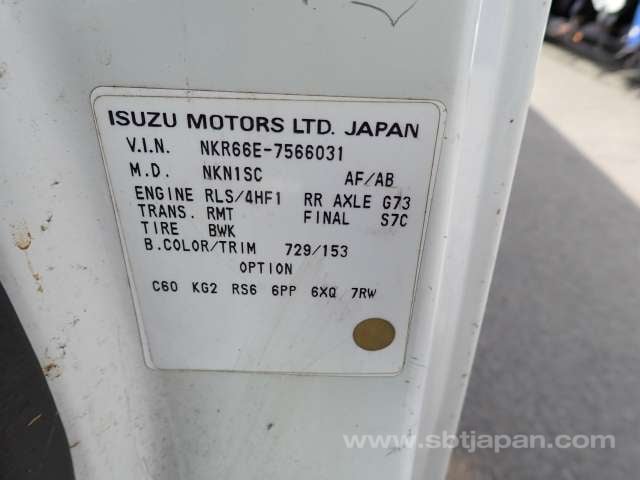 ISUZU MOTORS LTD. JAPAN
V.I.N. NKR66E-7566031
M.D. NKN1SC AF/AB
ENGINE RLS/4HF1 RR AXLE G73
TRANS. RMT FINAL S7C
TIRE BWK
B.COLOR/TRIM 729/153
OPTION
C60 KG2 RS6 6PP 6XQ 7RW
www.sbtjapan.com